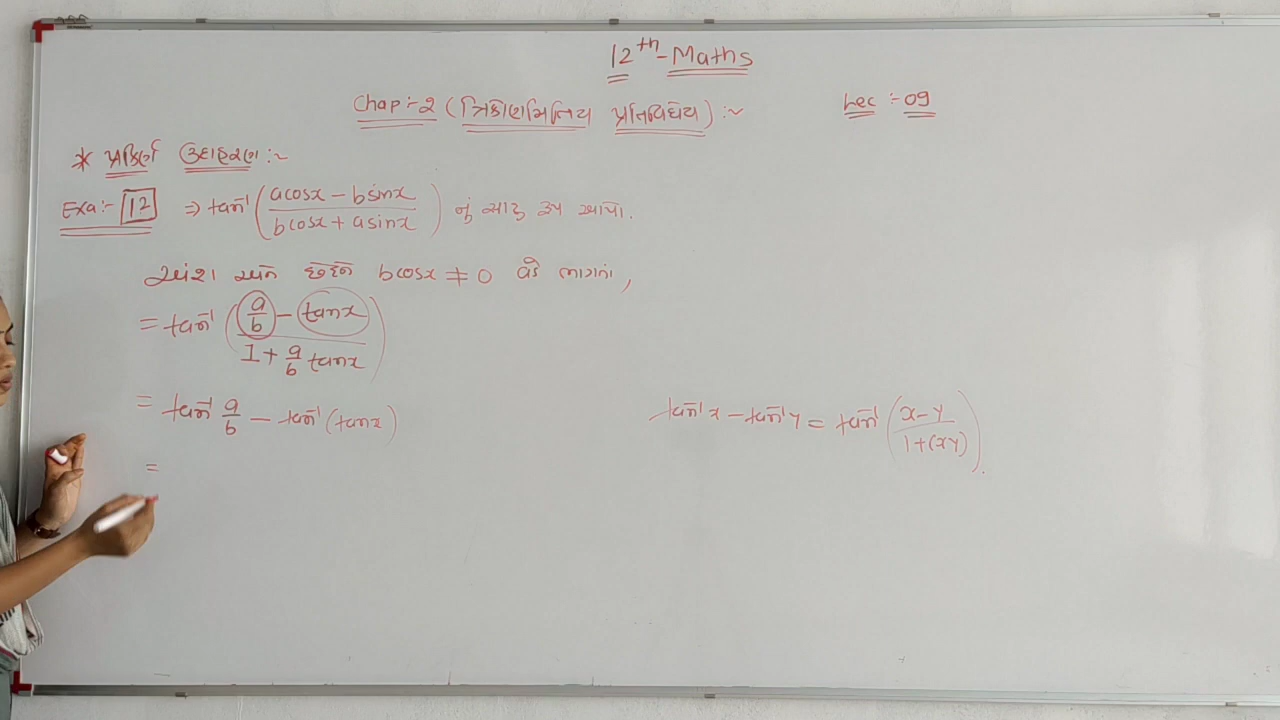 12th - Maths
Chap :- 2 (ત્રિકોણમિતિય પ્રતિવિધેય) :~
Lec :- 09
* પ્રકિર્ણ ઉદાહરણ :~
Exa :- 12 ⇒ tan⁻¹ ((acosx - bsinx)/(bcosx + asinx)) નું સાદુ રૂપ આપો.
અંશ અને છેદને bcosx ≠ 0 વડે ભાગતાં,
= tan⁻¹ ((a/b - tanx)/(1 + a/b tanx))
= tan⁻¹ a/b - tan⁻¹ (tanx)
tan⁻¹x - tan⁻¹y = tan⁻¹ ((x-y)/(1+(xy))).
=